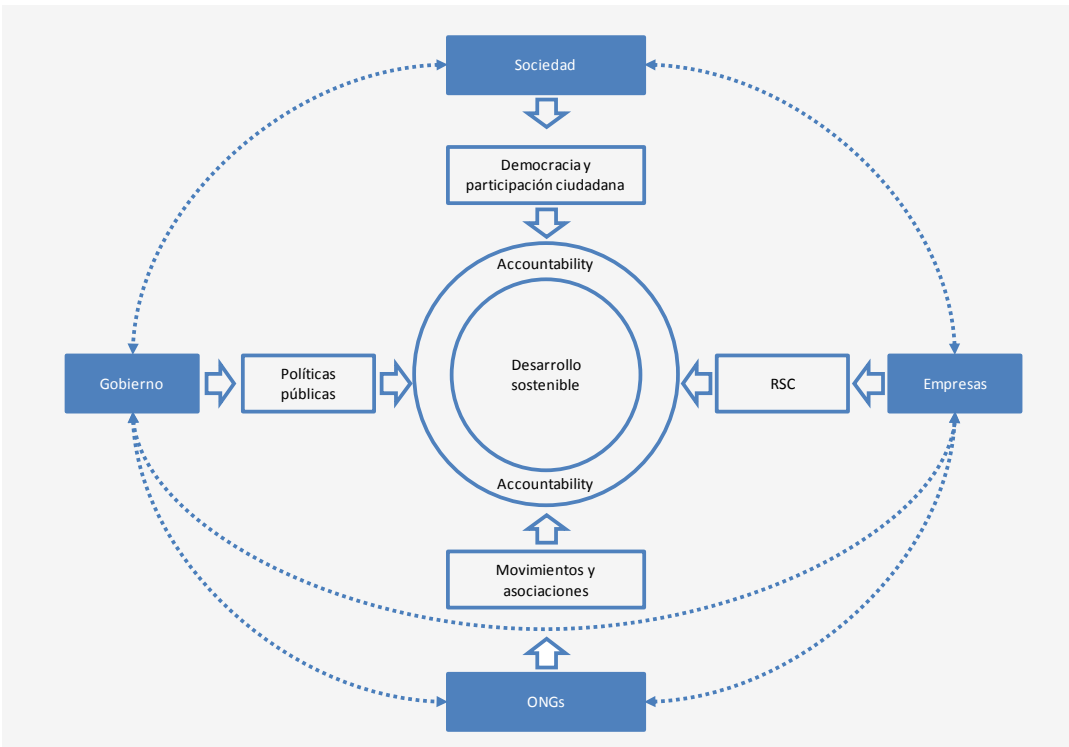 Sociedad
Democracia y
participación ciudadana
Accountability
Gobierno
Políticas
públicas
Desarrollo
sostenible
RSC
Empresas
Accountability
Movimientos y
asociaciones
ONGs